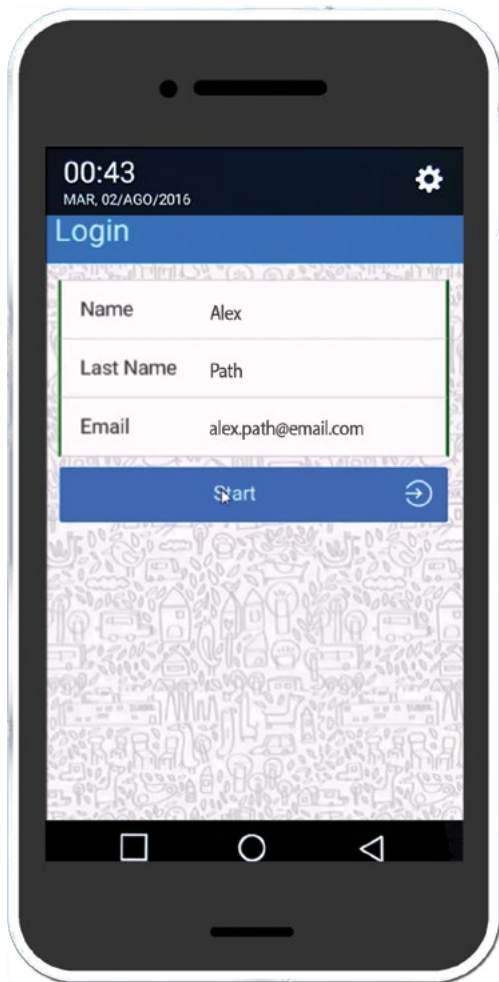 00:43
MAR, 02/AGO/2016
Login
Name Alex
Last Name Path
Email alex.path@email.com
Start